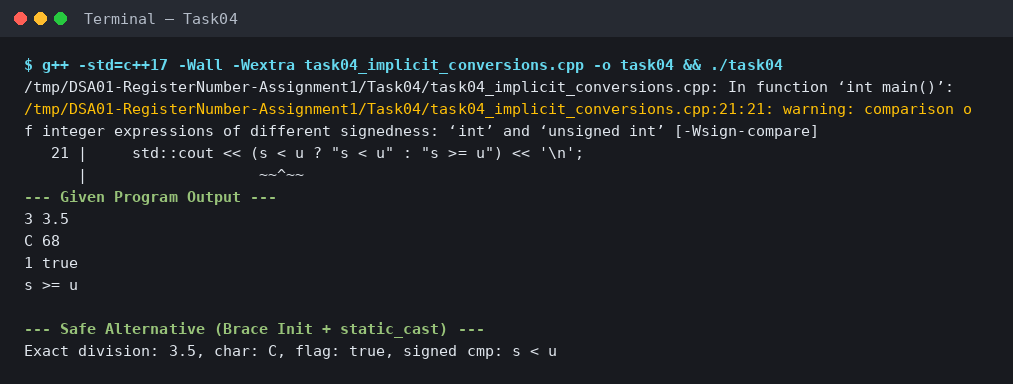 Terminal — Task04
$ g++ -std=c++17 -Wall -Wextra task04_implicit_conversions.cpp -o task04 && ./task04
/tmp/DSA01-RegisterNumber-Assignment1/Task04/task04_implicit_conversions.cpp: In function ‘int main()’:
/tmp/DSA01-RegisterNumber-Assignment1/Task04/task04_implicit_conversions.cpp:21:21: warning: comparison o
f integer expressions of different signedness: ‘int’ and ‘unsigned int’ [-Wsign-compare]
   21 |     std::cout << (s < u ? "s < u" : "s >= u") << '\n';
      |                   ~~^~~
--- Given Program Output ---
3 3.5
C 68
1 true
s >= u
--- Safe Alternative (Brace Init + static_cast) ---
Exact division: 3.5, char: C, flag: true, signed cmp: s < u